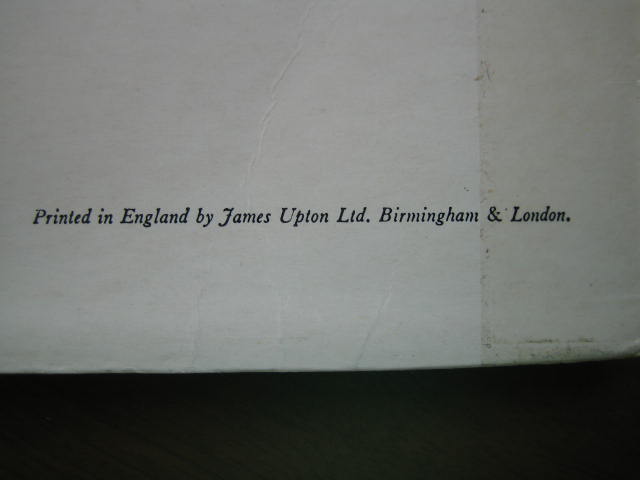 Printed in England by James Upton Ltd. Birmingham & London.